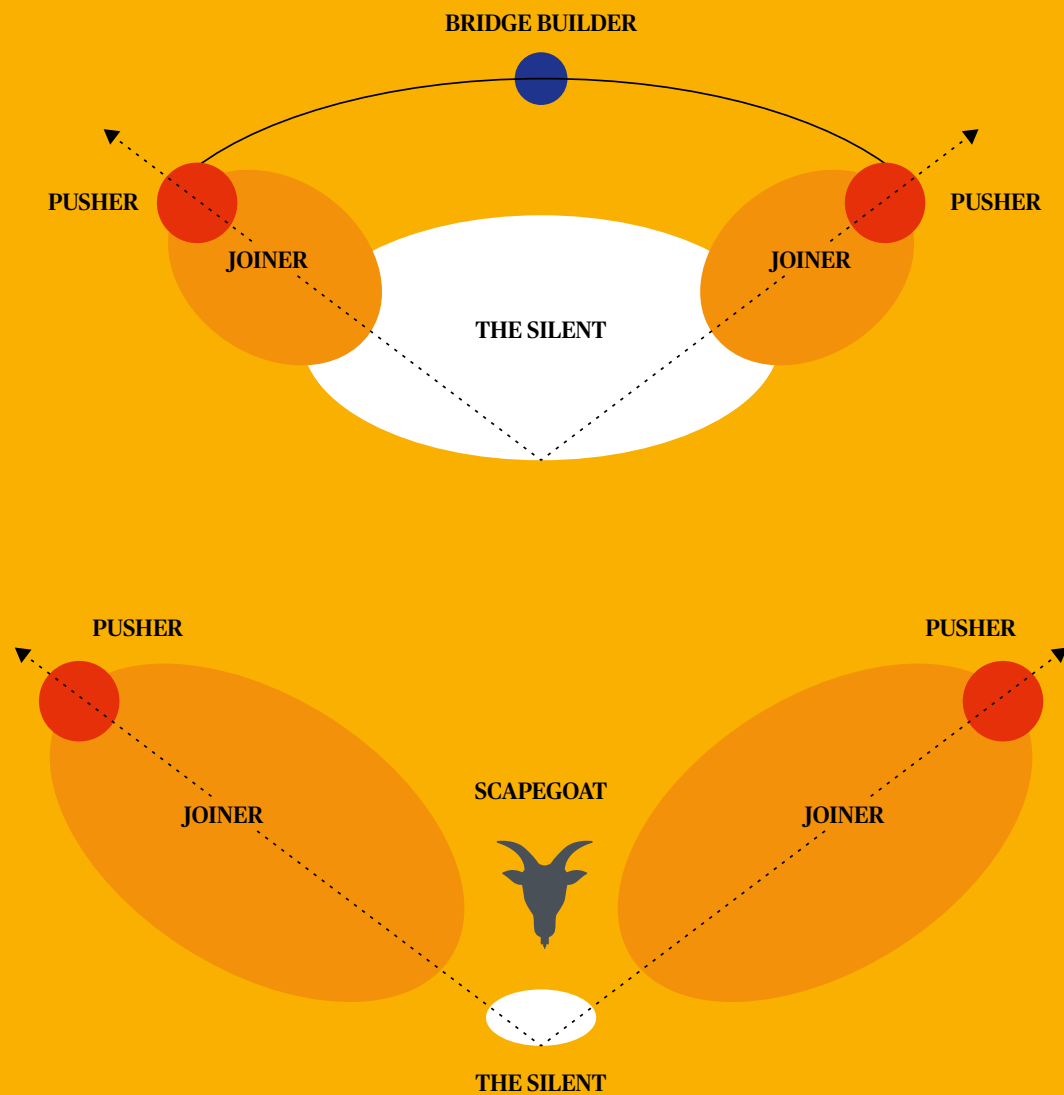 BRIDGE BUILDER
PUSHER
PUSHER
JOINER
JOINER
THE SILENT
PUSHER
PUSHER
SCAPEGOAT
JOINER
JOINER
THE SILENT